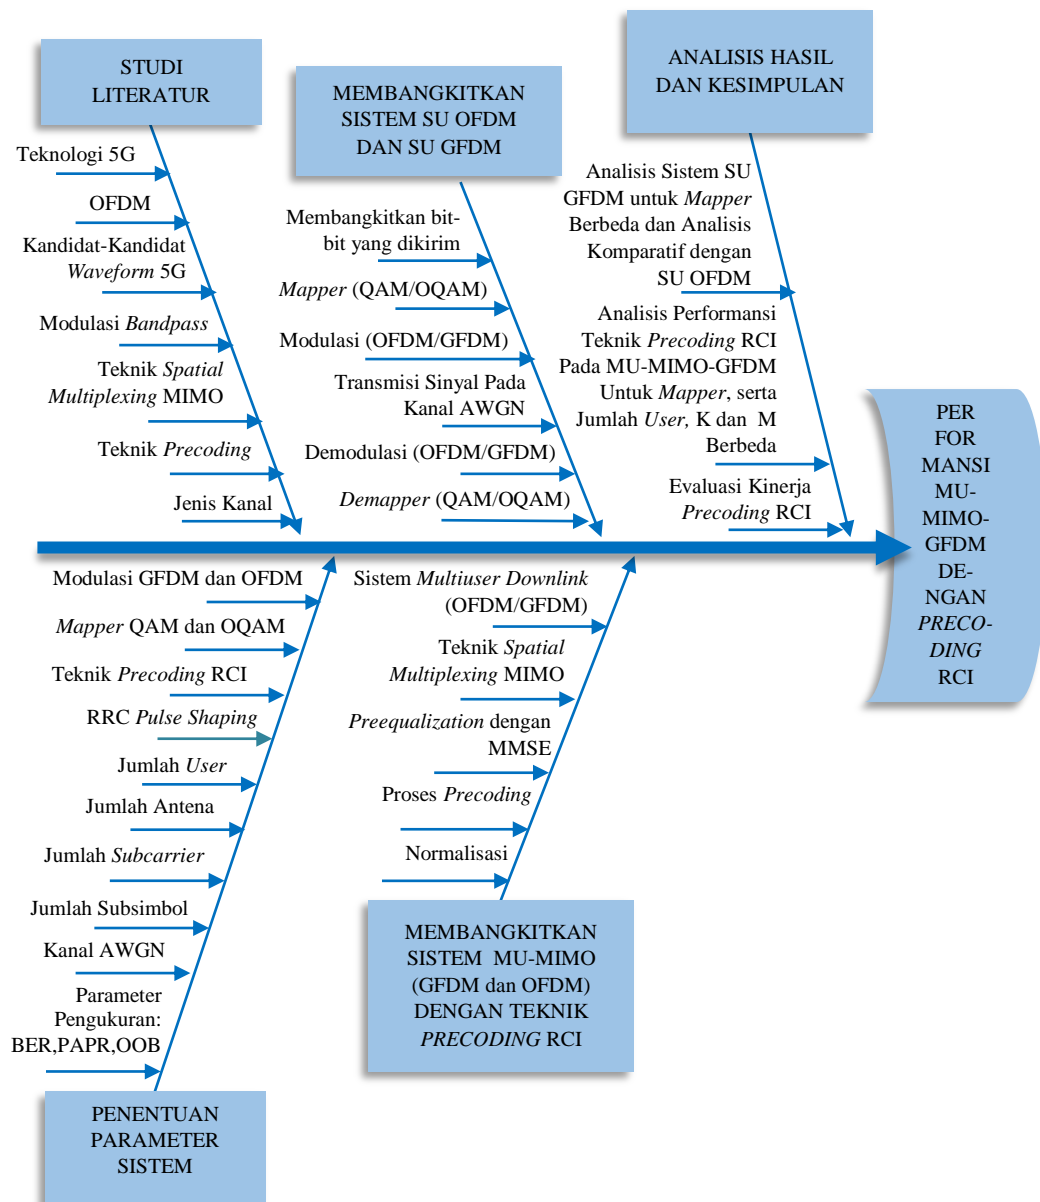 STUDI
LITERATUR
Teknologi 5G
OFDM
Kandidat-Kandidat
Waveform 5G
Modulasi Bandpass
Teknik Spatial
Multiplexing MIMO
Teknik Precoding
Jenis Kanal
MEMBANGKITKAN
SISTEM SU OFDM
DAN SU GFDM
Membangkitkan bit-
bit yang dikirim
Mapper (QAM/OQAM)
Modulasi (OFDM/GFDM)
Transmisi Sinyal Pada
Kanal AWGN
Demodulasi (OFDM/GFDM)
Demapper (QAM/OQAM)
ANALISIS HASIL
DAN KESIMPULAN
Analisis Sistem SU
GFDM untuk Mapper
Berbeda dan Analisis
Komparatif dengan
SU OFDM
Analisis Performansi
Teknik Precoding RCI
Pada MU-MIMO-GFDM
Untuk Mapper, serta
Jumlah User, K dan M
Berbeda
Evaluasi Kinerja
Precoding RCI
PER
FOR
MANSI
MU-
MIMO-
GFDM
DE-
NGAN
PRECO-
DING
RCI
Modulasi GFDM dan OFDM
Mapper QAM dan OQAM
Teknik Precoding RCI
RRC Pulse Shaping
Jumlah User
Jumlah Antena
Jumlah Subcarrier
Jumlah Subsimbol
Kanal AWGN
Parameter
Pengukuran:
BER,PAPR,OOB
PENENTUAN
PARAMETER
SISTEM
Sistem Multiuser Downlink
(OFDM/GFDM)
Teknik Spatial
Multiplexing MIMO
Preequalization dengan
MMSE
Proses Precoding
Normalisasi
MEMBANGKITKAN
SISTEM MU-MIMO
(GFDM dan OFDM)
DENGAN TEKNIK
PRECODING RCI